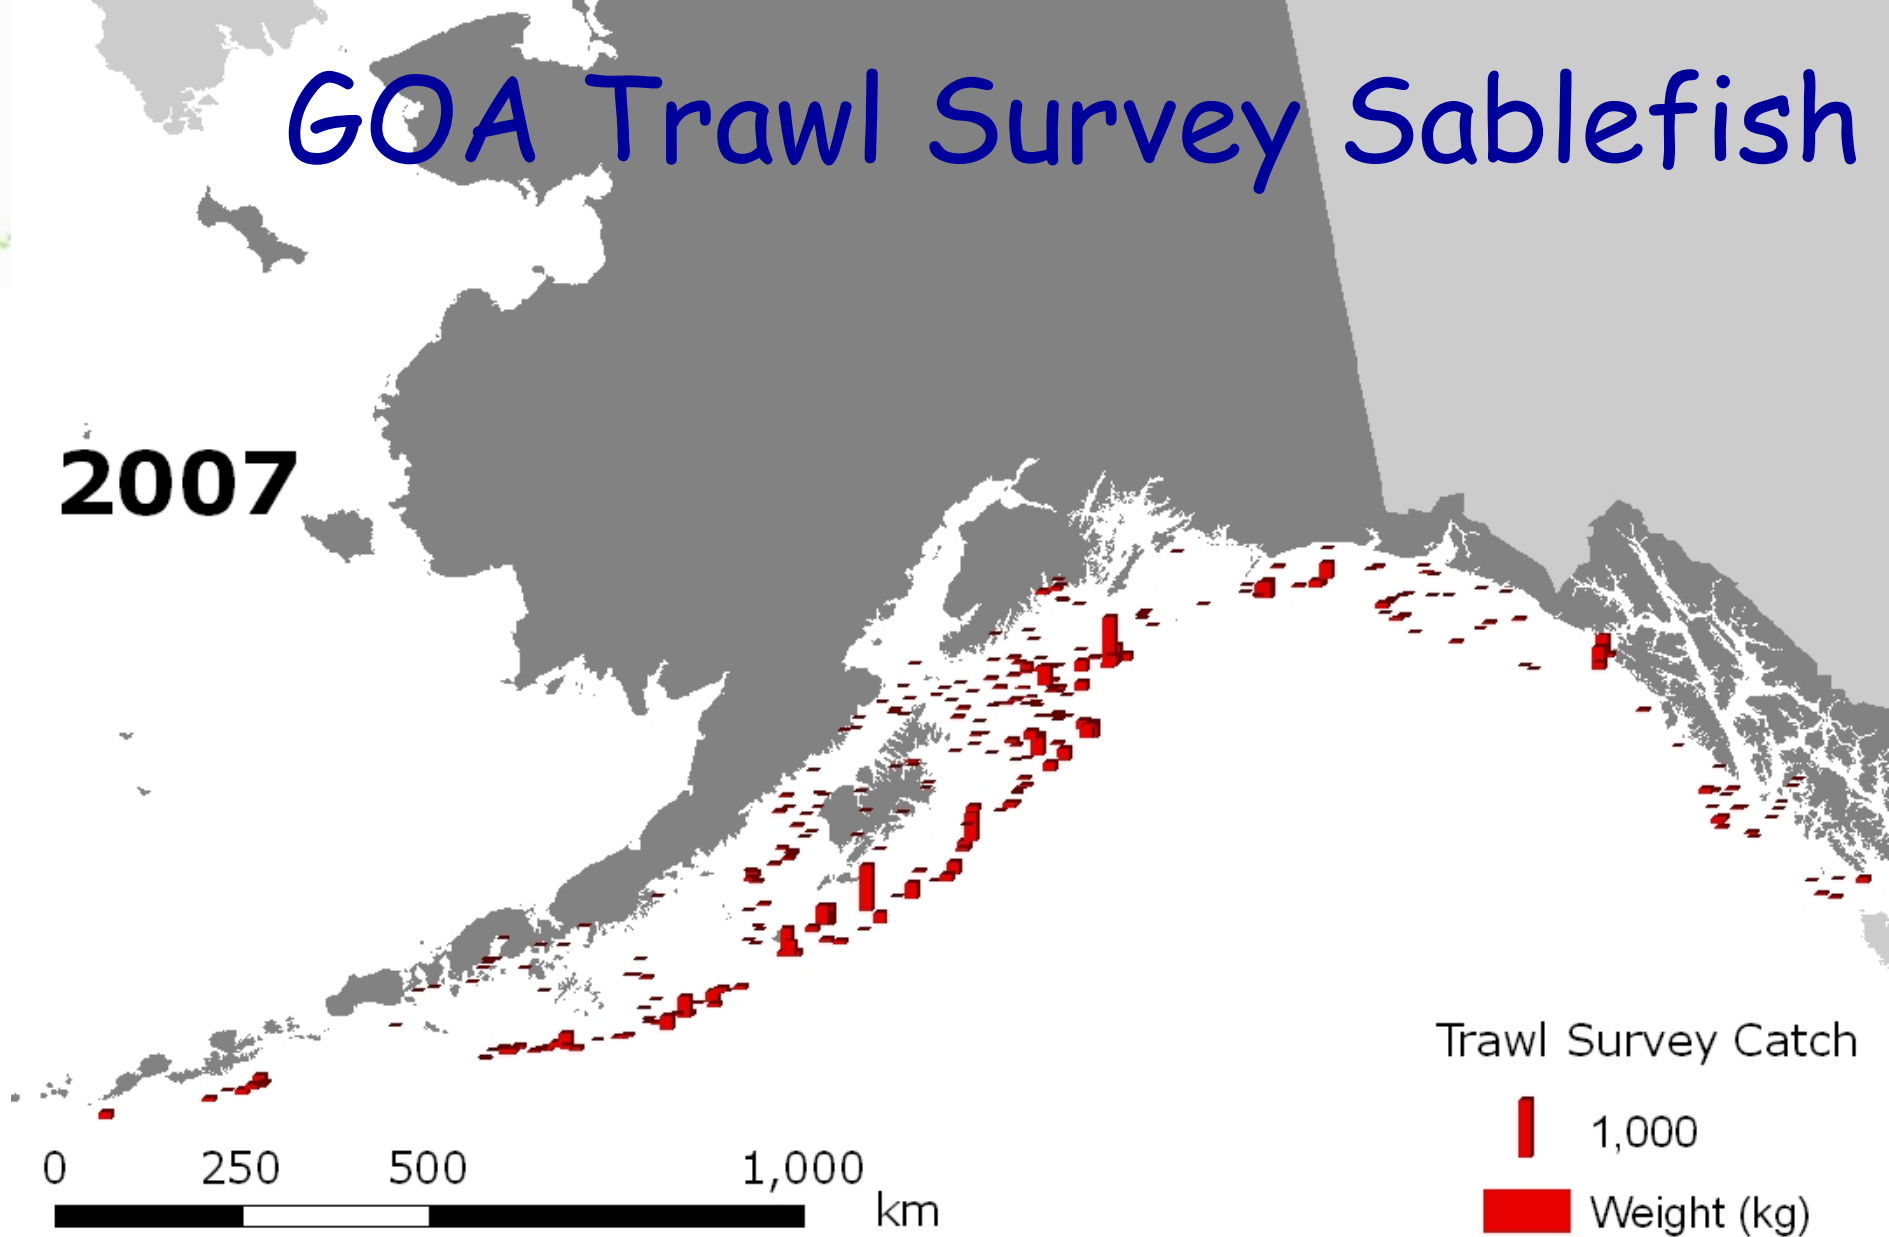 GOA Trawl Survey Sablefish
2007
Trawl Survey Catch
1,000
Weight (kg)
0 250 500 1,000 km